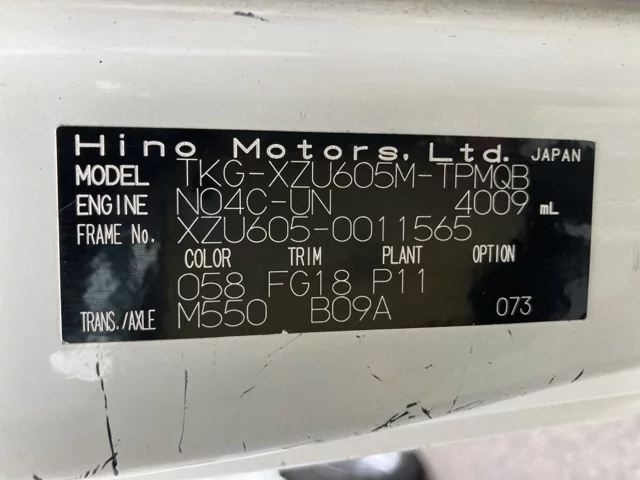 Hino Motors, Ltd. JAPAN
MODEL TKG-XZU605M-TPMQB
ENGINE N04C-UN 4009 mL
FRAME No. XZU605-0011565
COLOR TRIM PLANT OPTION
058 FG18 P11
TRANS./AXLE M550 B09A 073